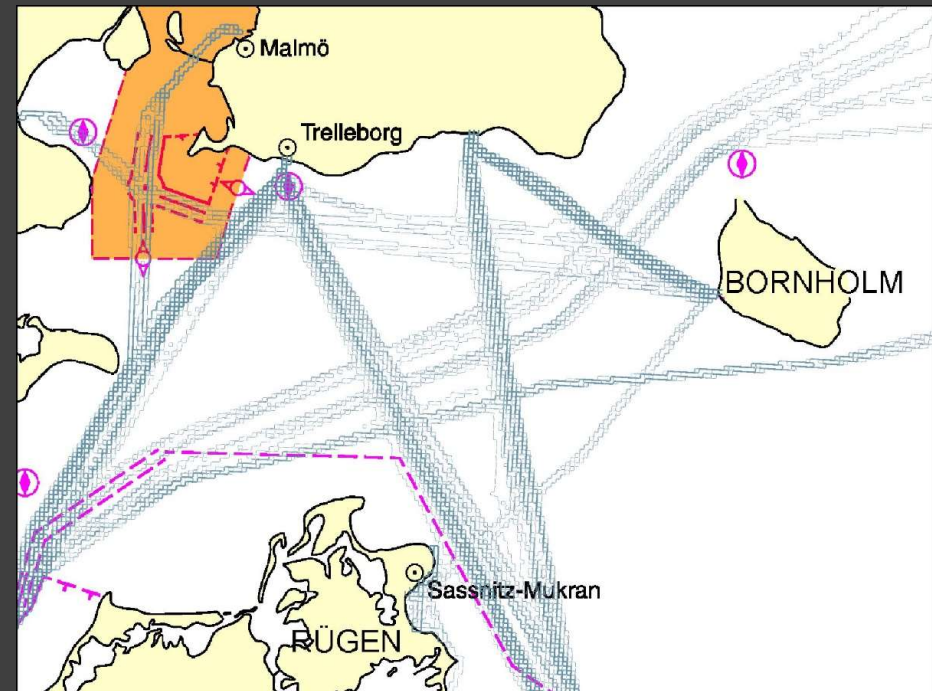 Malmö
Trelleborg
BORNHOLM
Sassnitz-Mukran
RÜGEN